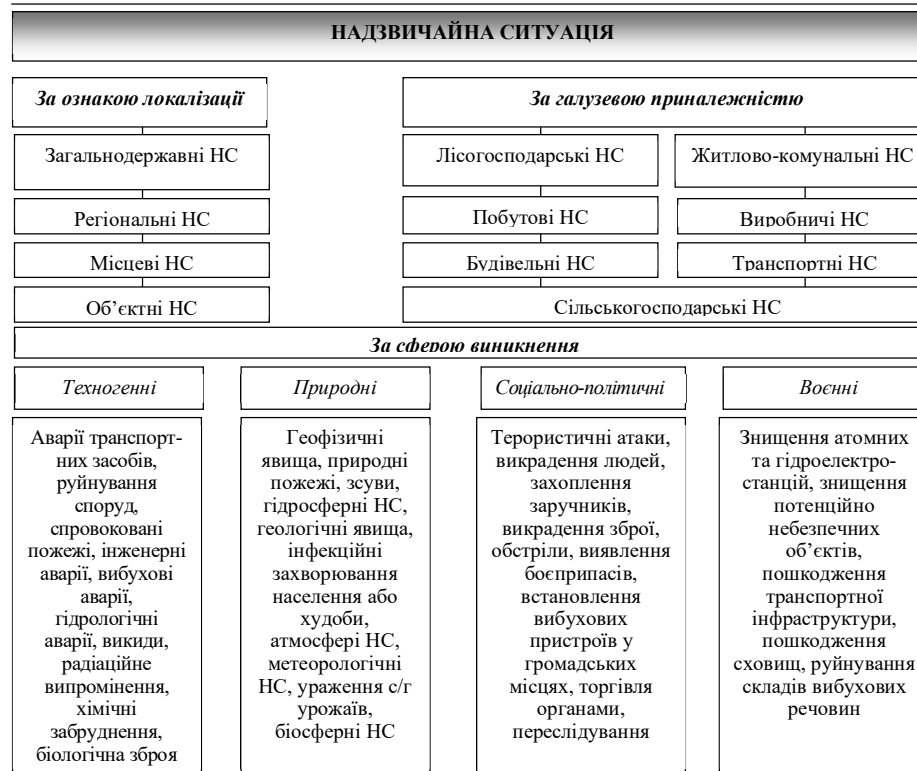 НАДЗВИЧАЙНА СИТУАЦІЯ
За ознакою локалізації
Загальнодержавні НС
Регіональні НС
Місцеві НС
Об’єктні НС
За галузевою приналежністю
Лісогосподарські НС
Житлово-комунальні НС
Побутові НС
Виробничі НС
Будівельні НС
Транспортні НС
Сільськогосподарські НС
За сферою виникнення
Техногенні
Аварії транспорт-
них засобів,
руйнування
споруд,
спровоковані
пожежі, інженерні
аварії, вибухові
аварії,
гідрологічні
аварії, викиди,
радіаційне
випромінення,
хімічні
забруднення,
біологічна зброя
Природні
Геофізичні
явища, природні
пожежі, зсуви,
гідросферні НС,
геологічні явища,
інфекційні
захворювання
населення або
худоби,
атмосфері НС,
метеорологічні
НС, ураження с/г
урожаїв,
біосферні НС
Соціально-політичні
Терористичні атаки,
викрадення людей,
захоплення
заручників,
викрадення зброї,
обстріли, виявлення
боєприпасів,
встановлення
вибухових
пристроїв у
громадських
місцях, торгівля
органами,
переслідування
Воєнні
Знищення атомних
та гідроелектро-
станцій, знищення
потенційно
небезпечних
об’єктів,
пошкодження
транспортної
інфраструктури,
пошкодження
сховищ, руйнування
складів вибухових
речовин